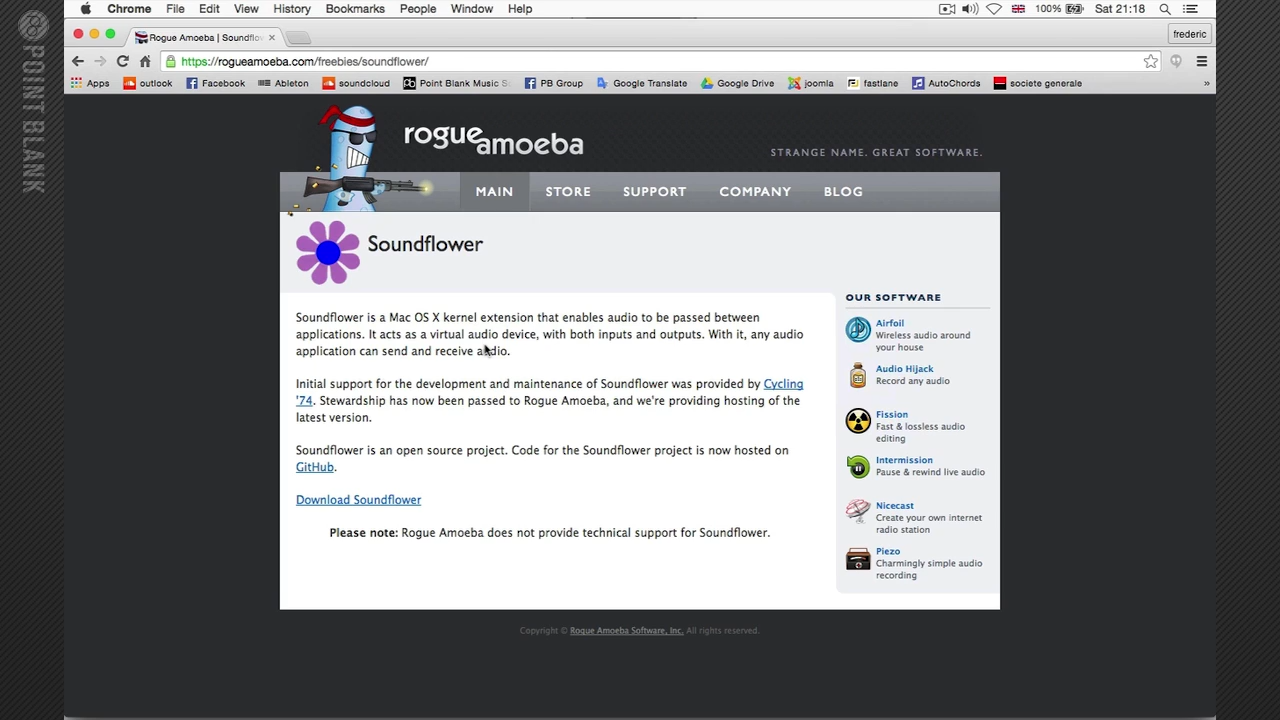 POINT BLANK
Chrome File Edit View History Bookmarks People Window Help 100% Sat 21:18
Rogue Amoeba | Soundflow frederic
https://rogueamoeba.com/freebies/soundflower/
Apps outlook Facebook Ableton soundcloud Point Blank Music S PB Group Google Translate Google Drive joomla fastlane AutoChords societe generale »
rogue amoeba
STRANGE NAME. GREAT SOFTWARE.
MAIN STORE SUPPORT COMPANY BLOG
Soundflower
Soundflower is a Mac OS X kernel extension that enables audio to be passed between
applications. It acts as a virtual audio device, with both inputs and outputs. With it, any audio
application can send and receive audio.
Initial support for the development and maintenance of Soundflower was provided by Cycling
'74. Stewardship has now been passed to Rogue Amoeba, and we're providing hosting of the
latest version.
Soundflower is an open source project. Code for the Soundflower project is now hosted on
GitHub.
Download Soundflower
Please note: Rogue Amoeba does not provide technical support for Soundflower.
OUR SOFTWARE
Airfoil
Wireless audio around
your house
Audio Hijack
Record any audio
Fission
Fast & lossless audio
editing
Intermission
Pause & rewind live audio
Nicecast
Create your own internet
radio station
Piezo
Charmingly simple audio
recording
Copyright © Rogue Amoeba Software, Inc. All rights reserved.